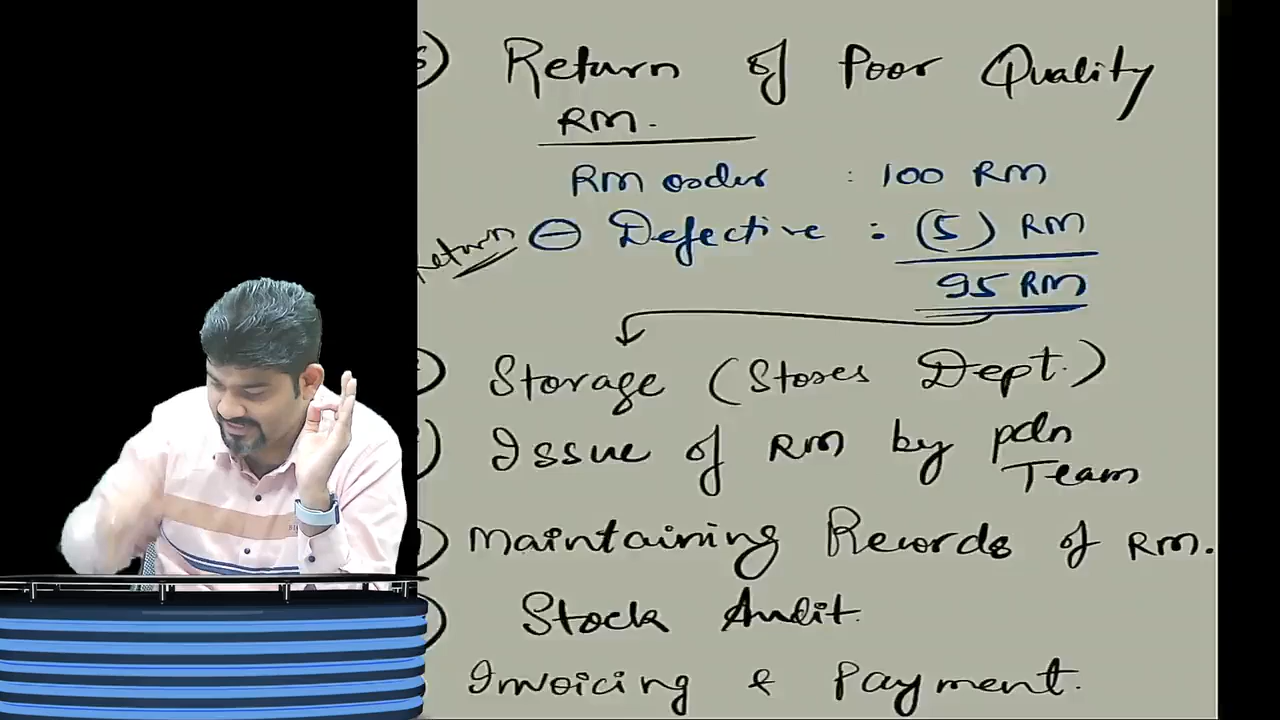 5) Return of Poor Quality
RM.
RM order : 100 RM
Return ⊖ Defective : (5) RM
95 RM
) Storage (Stores Dept.)
) Issue of RM by pdn
Team
) Maintaining Records of RM.
) Stock Audit.
Invoicing & Payment.